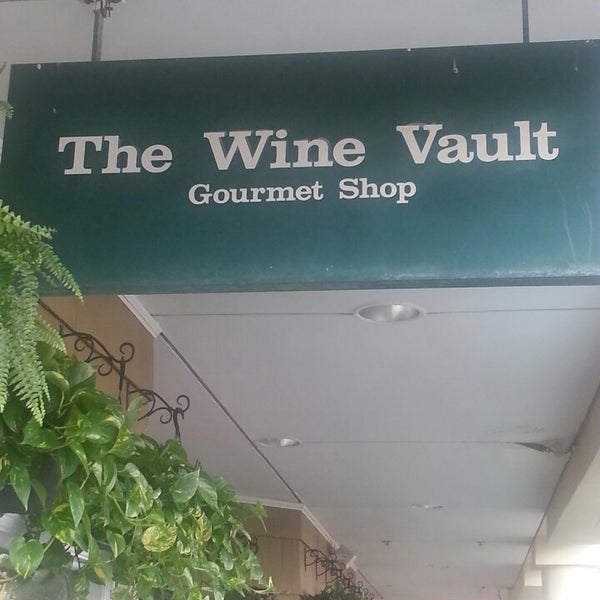 The Wine Vault
Gourmet Shop